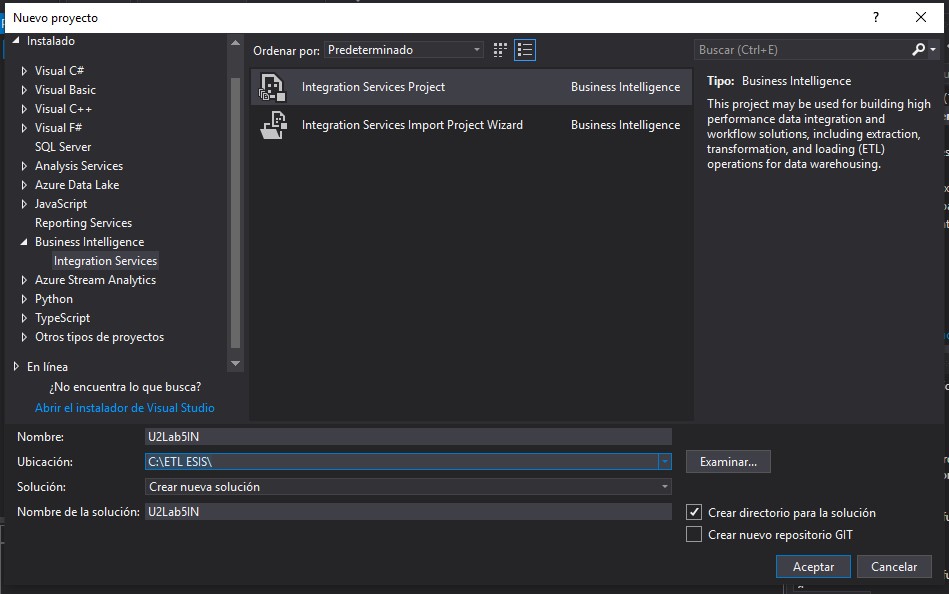 Nuevo proyecto
?
Instalado
Visual C#
Visual Basic
Visual C++
Visual F#
SQL Server
Analysis Services
Azure Data Lake
JavaScript
Reporting Services
Business Intelligence
Integration Services
Azure Stream Analytics
Python
TypeScript
Otros tipos de proyectos
En línea
¿No encuentra lo que busca?
Abrir el instalador de Visual Studio
Ordenar por: Predeterminado
Integration Services Project Business Intelligence
Integration Services Import Project Wizard Business Intelligence
Buscar (Ctrl+E)
Tipo: Business Intelligence
This project may be used for building high
performance data integration and
workflow solutions, including extraction,
transformation, and loading (ETL)
operations for data warehousing.
Nombre: U2Lab5IN
Ubicación: C:\ETL ESIS\
Examinar...
Solución: Crear nueva solución
Nombre de la solución: U2Lab5IN
Crear directorio para la solución
Crear nuevo repositorio GIT
Aceptar Cancelar